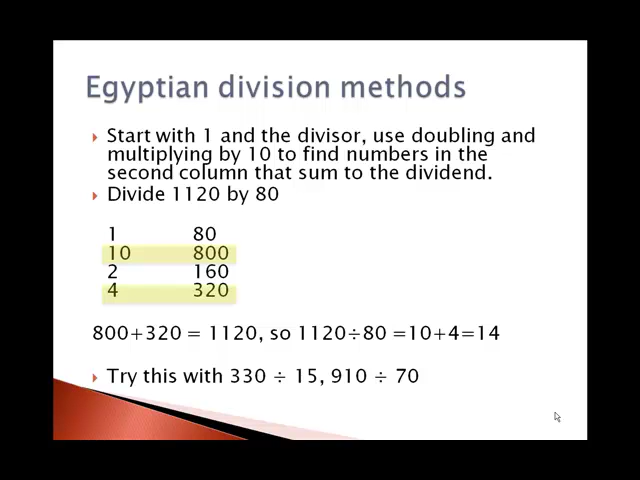 Egyptian division methods
Start with 1 and the divisor, use doubling and
multiplying by 10 to find numbers in the
second column that sum to the dividend.
Divide 1120 by 80
1 80
10 800
2 160
4 320
800+320 = 1120, so 1120÷80 =10+4=14
Try this with 330 ÷ 15, 910 ÷ 70